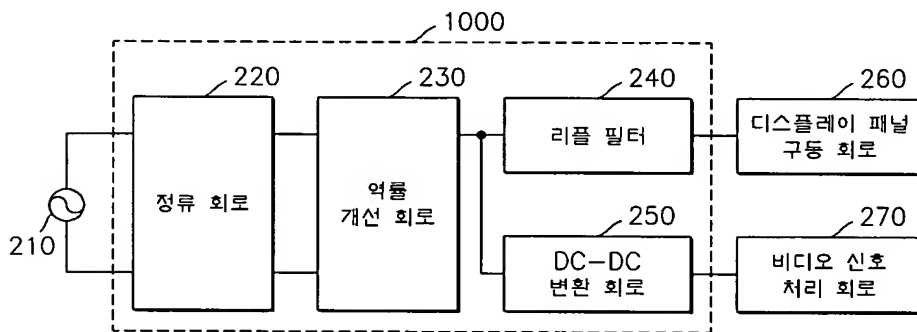 1000
220
230
240
260
정류 회로
역률
개선 회로
리플 필터
디스플레이 패널
구동 회로
210
250
270
DC-DC
변환 회로
비디오 신호
처리 회로